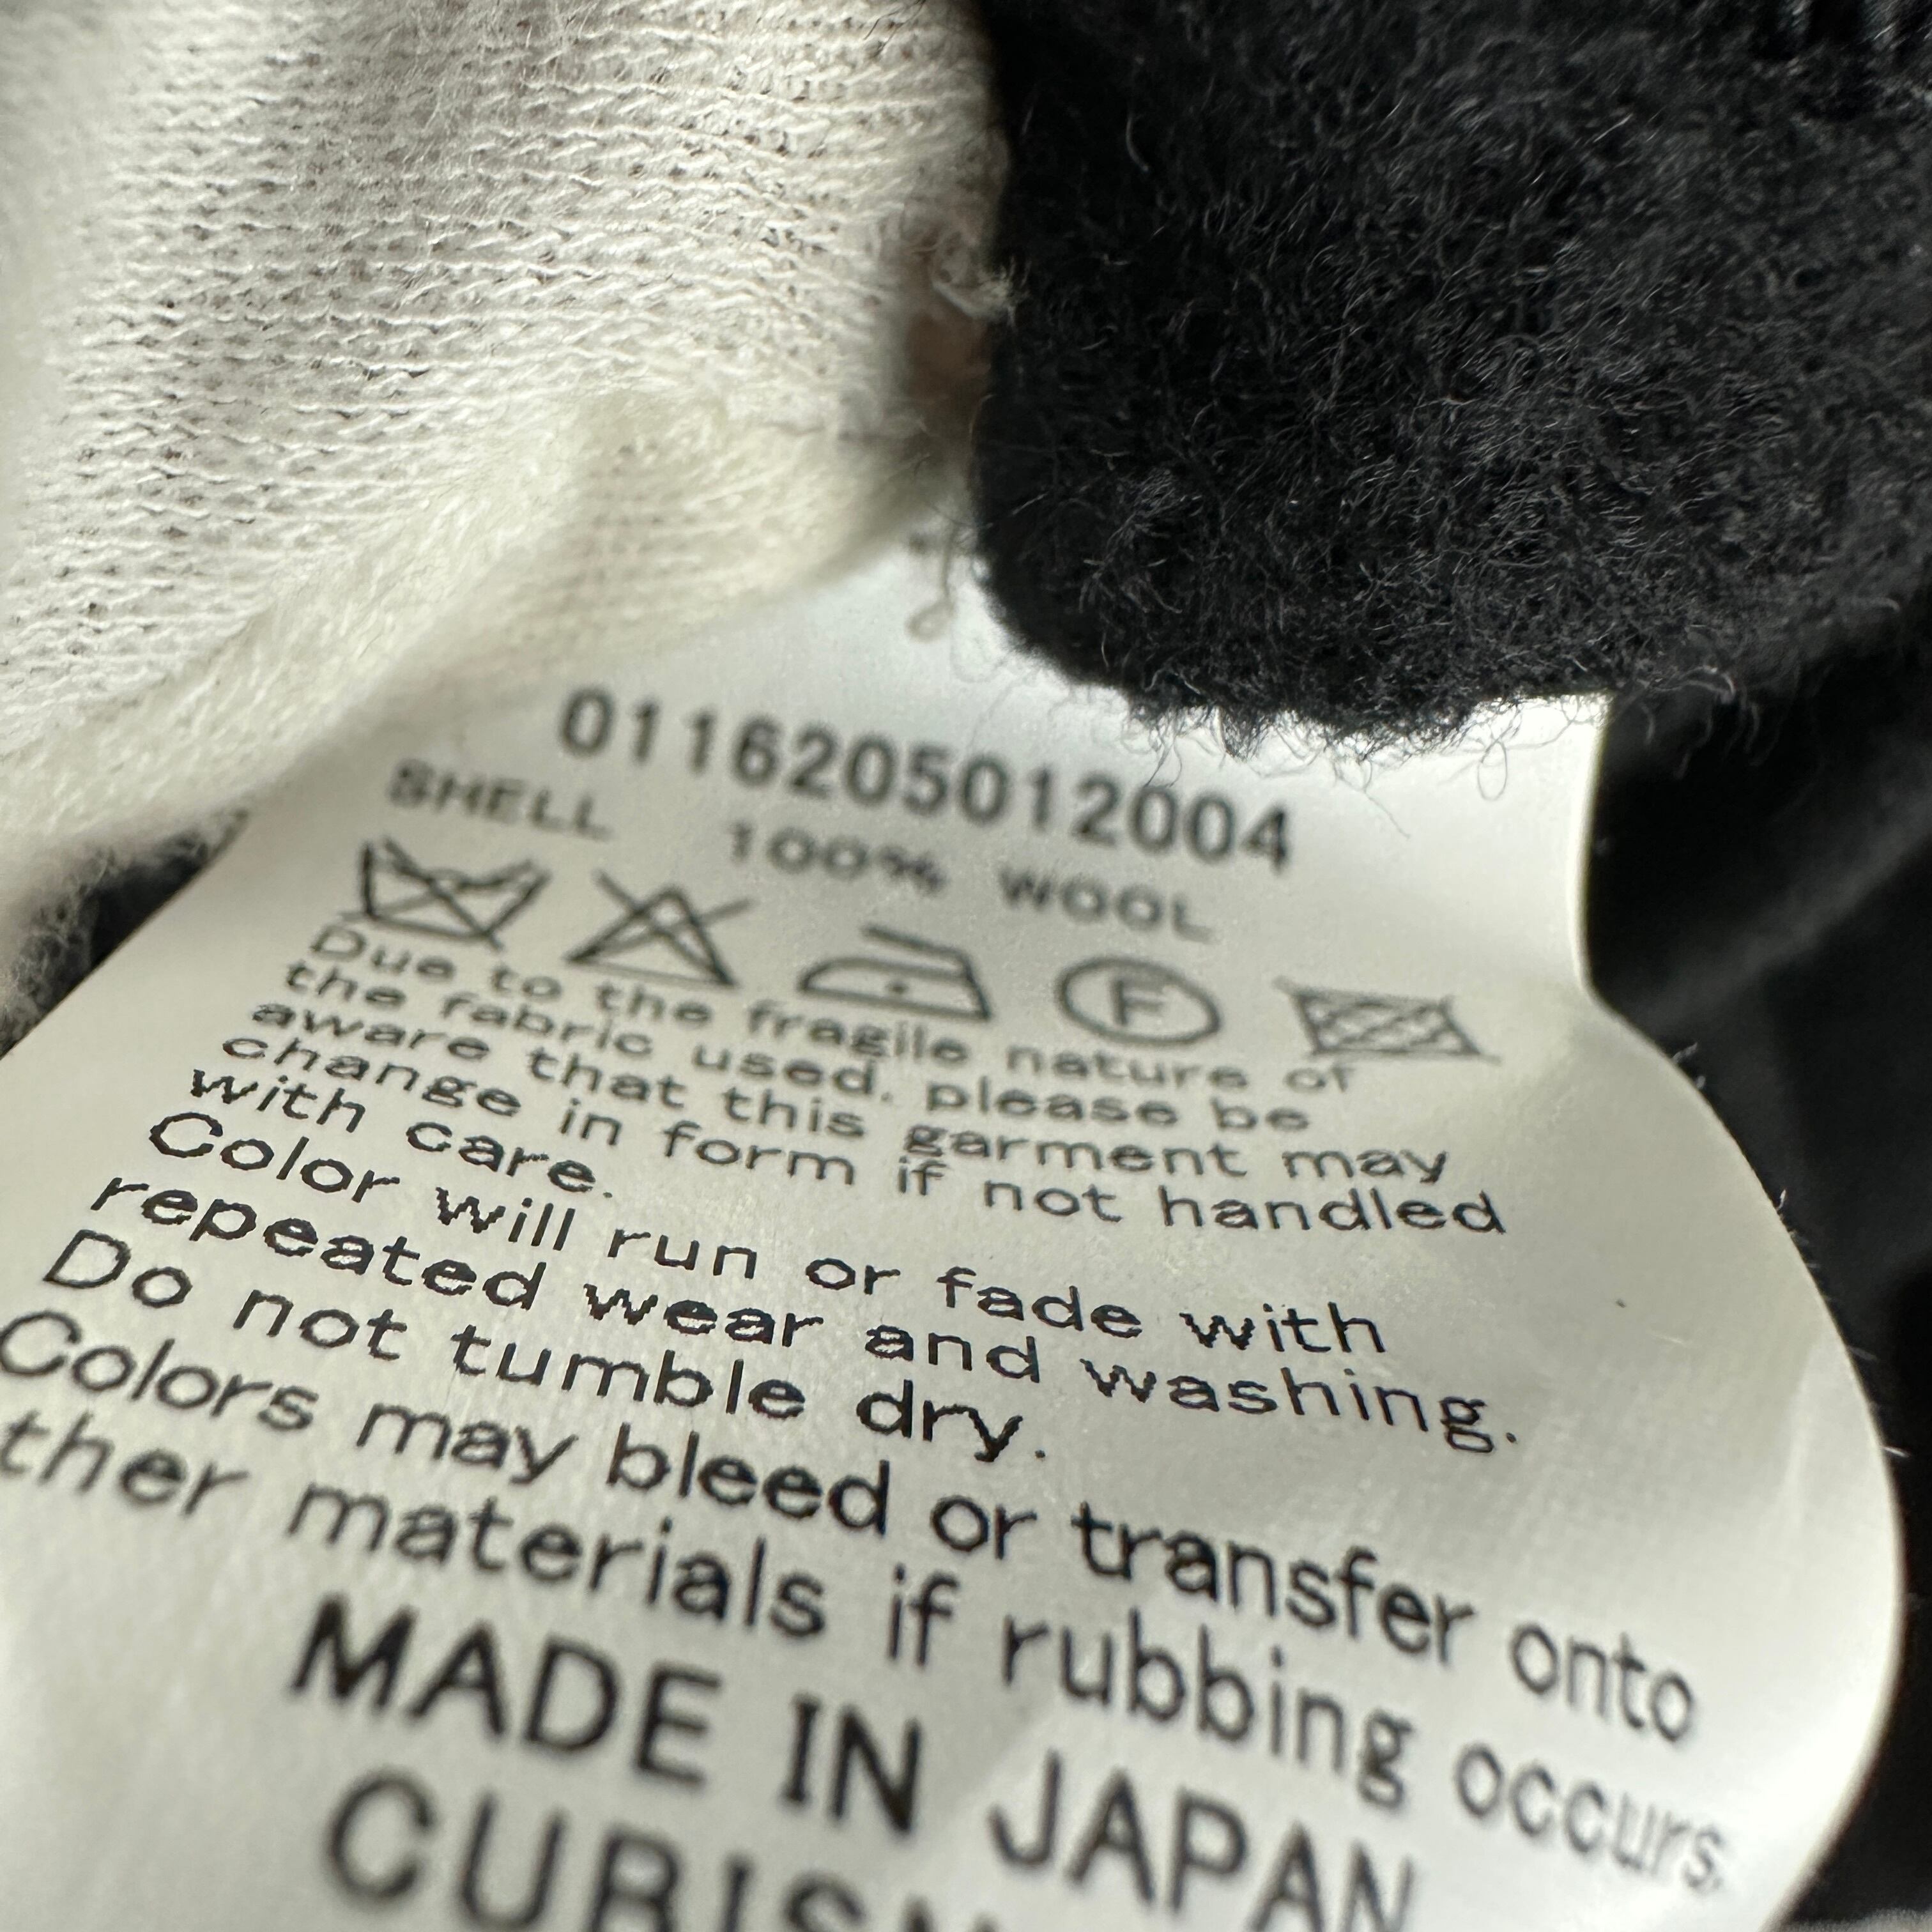 0116205012004
SHELL 100% WOOL
F
Due to the fragile nature of
the fabric used, please be
aware that this garment may
change in form if not handled
with care.
Color will run or fade with
repeated wear and washing.
Do not tumble dry.
Colors may bleed or transfer onto
ther materials if rubbing occurs.
MADE IN JAPAN